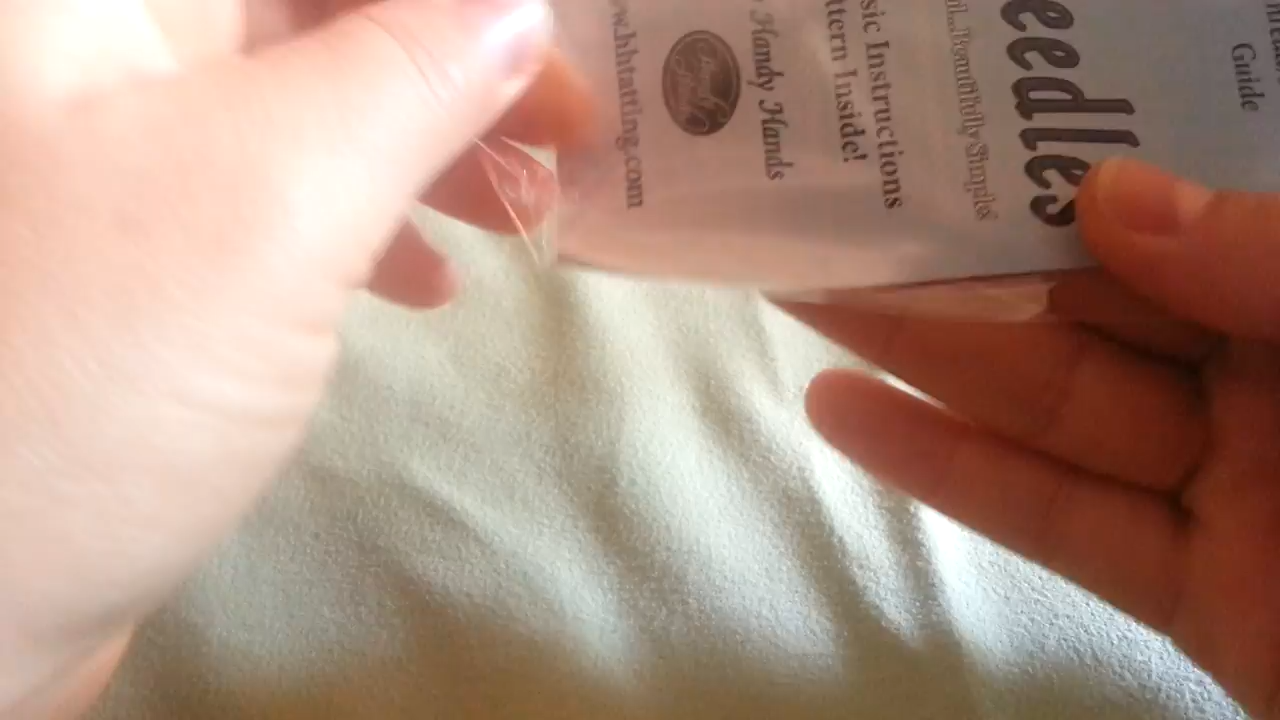 Guide
eedles
Beautifully Simple!
sic Instructions
ttern Inside!
Handy Hands
w.hhtatting.com